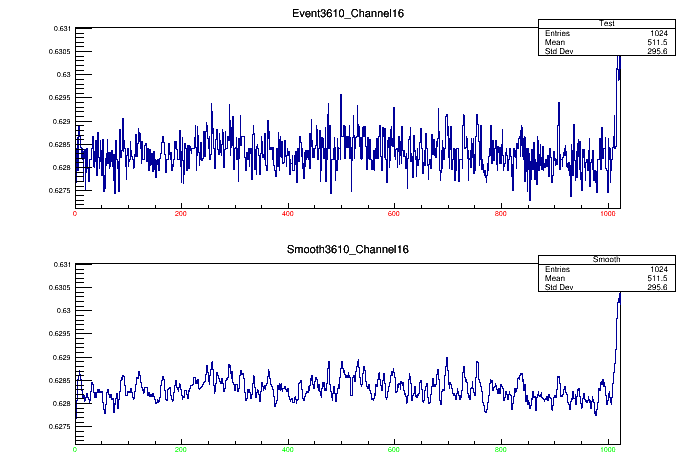 Event3610_Channel16
Test
Entries 1024
Mean 511.5
Std Dev 295.6
0.631
0.6305
0.63
0.6295
0.629
0.6285
0.628
0.6275
0 200 400 600 800 1000
Smooth3610_Channel16
Smooth
Entries 1024
Mean 511.5
Std Dev 295.6
0.631
0.6305
0.63
0.6295
0.629
0.6285
0.628
0.6275
0 200 400 600 800 1000